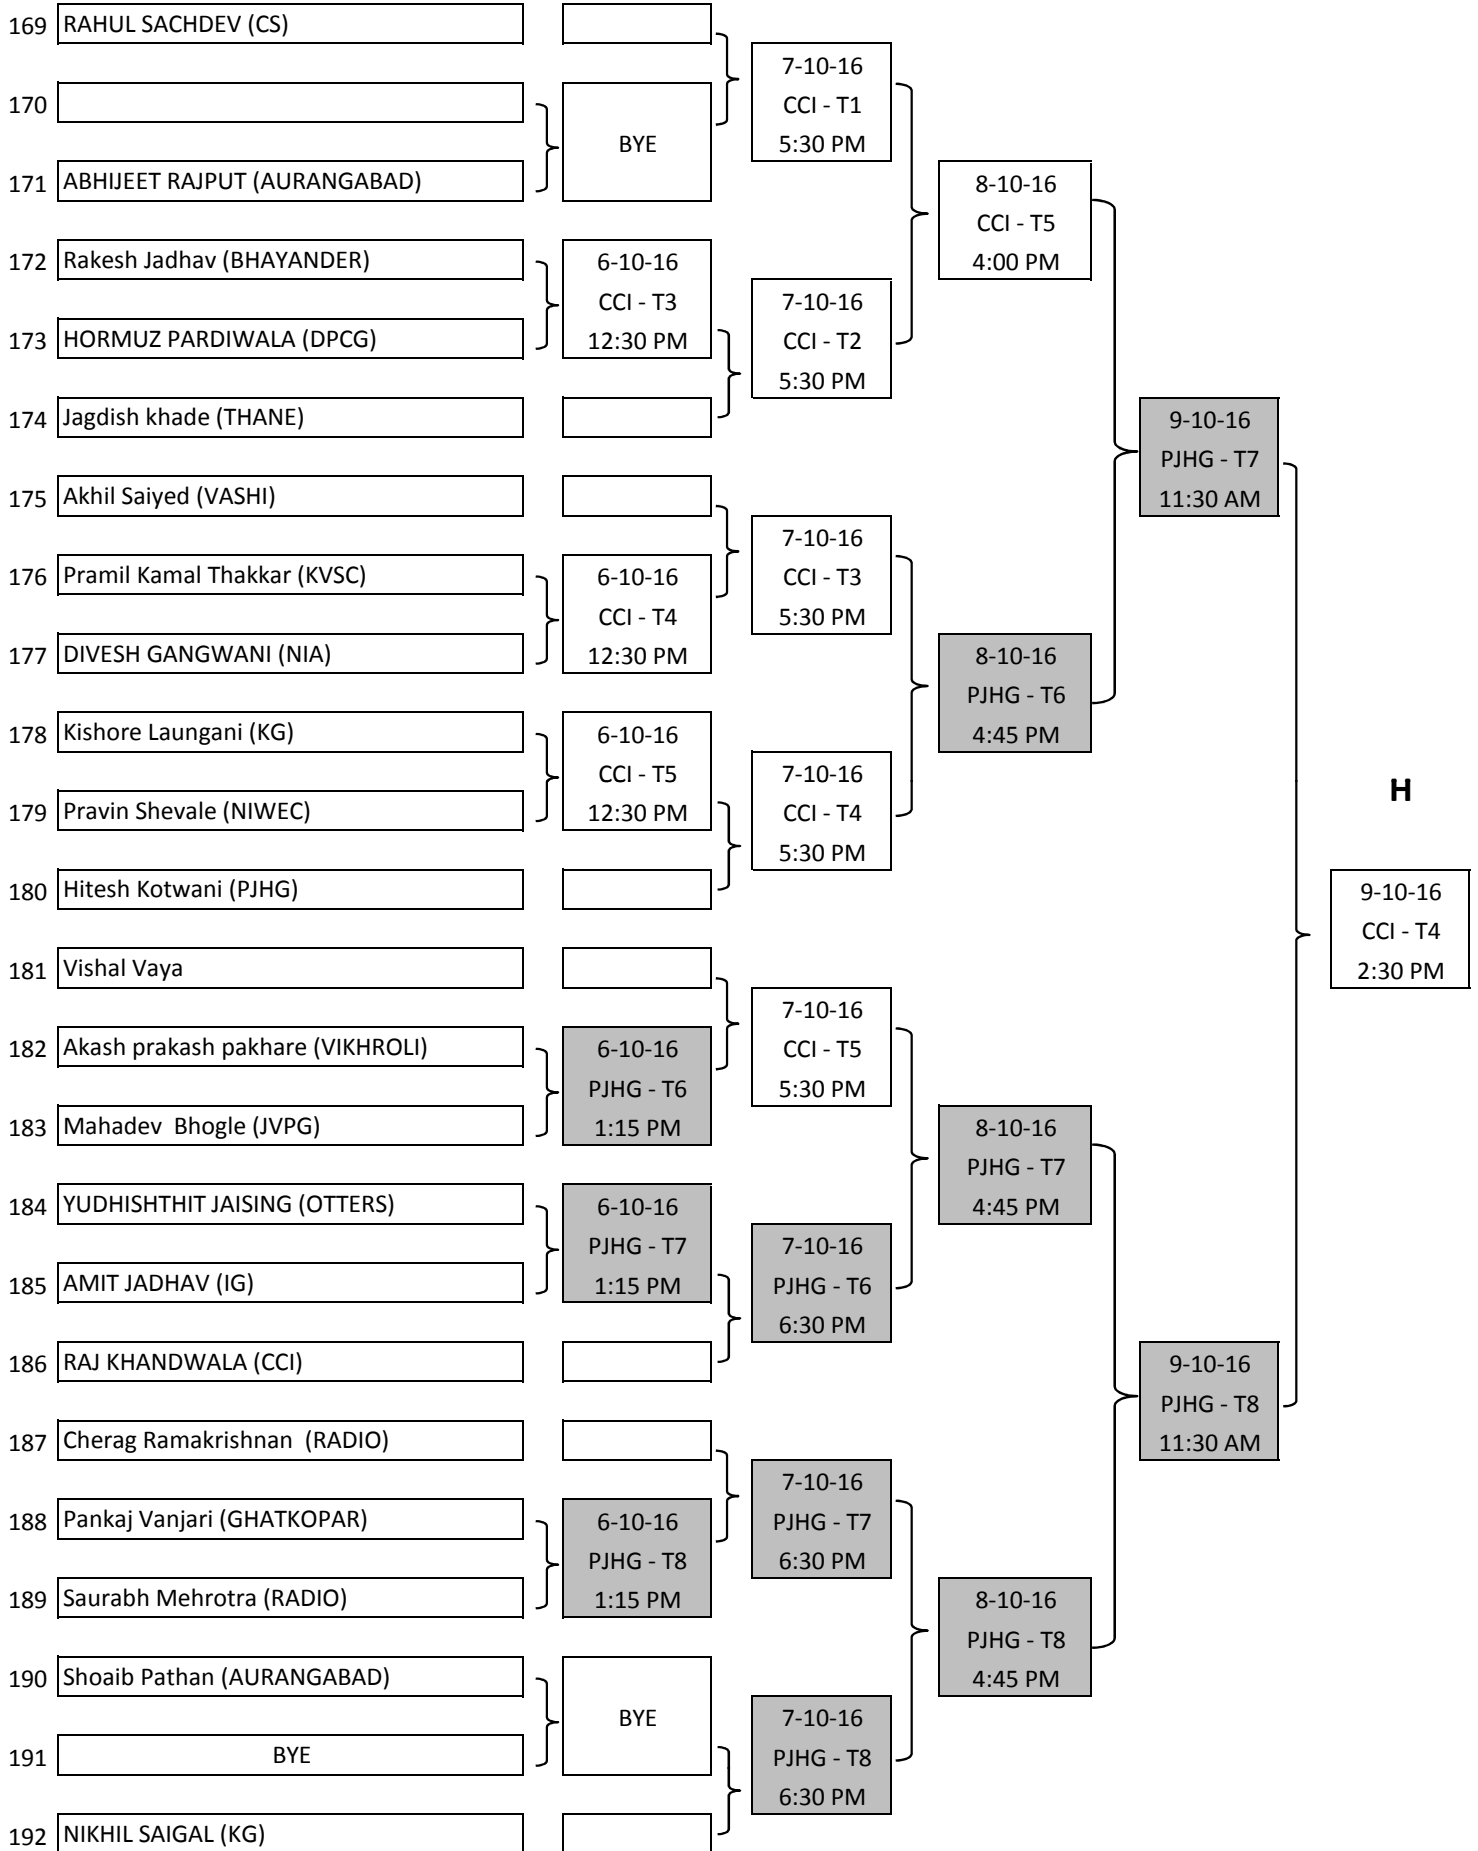 169 RAHUL SACHDEV (CS)
7-10-16
170
CCI - T1
BYE
5:30 PM
171 ABHIJEET RAJPUT (AURANGABAD)
8-10-16
CCI - T5
4:00 PM
172 Rakesh Jadhav (BHAYANDER)
6-10-16
CCI - T3
12:30 PM
7-10-16
CCI - T2
5:30 PM
173 HORMUZ PARDIWALA (DPCG)
174 Jagdish khade (THANE)
9-10-16
PJHG - T7
11:30 AM
175 Akhil Saiyed (VASHI)
7-10-16
CCI - T3
5:30 PM
176 Pramil Kamal Thakkar (KVSC)
6-10-16
CCI - T4
12:30 PM
177 DIVESH GANGWANI (NIA)
8-10-16
PJHG - T6
4:45 PM
178 Kishore Laungani (KG)
6-10-16
CCI - T5
12:30 PM
7-10-16
CCI - T4
5:30 PM
H
179 Pravin Shevale (NIWEC)
180 Hitesh Kotwani (PJHG)
9-10-16
CCI - T4
2:30 PM
181 Vishal Vaya
7-10-16
CCI - T5
5:30 PM
182 Akash prakash pakhare (VIKHROLI)
6-10-16
PJHG - T6
1:15 PM
183 Mahadev  Bhogle (JVPG)
8-10-16
PJHG - T7
4:45 PM
184 YUDHISHTHIT JAISING (OTTERS)
6-10-16
PJHG - T7
1:15 PM
7-10-16
PJHG - T6
6:30 PM
185 AMIT JADHAV (IG)
186 RAJ KHANDWALA (CCI)
9-10-16
PJHG - T8
11:30 AM
187 Cherag Ramakrishnan  (RADIO)
7-10-16
PJHG - T7
6:30 PM
188 Pankaj Vanjari (GHATKOPAR)
6-10-16
PJHG - T8
1:15 PM
189 Saurabh Mehrotra (RADIO)
8-10-16
PJHG - T8
4:45 PM
190 Shoaib Pathan (AURANGABAD)
BYE
7-10-16
PJHG - T8
6:30 PM
191 BYE
192 NIKHIL SAIGAL (KG)